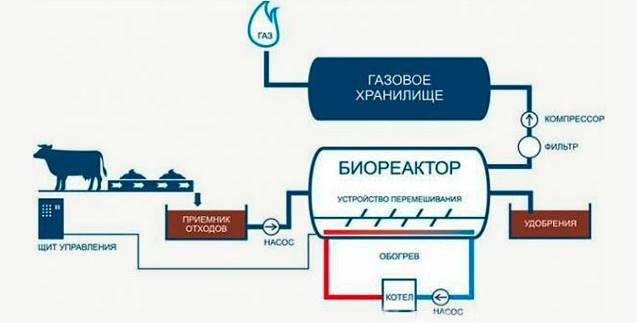 ГАЗ
ГАЗОВОЕ
ХРАНИЛИЩЕ
КОМПРЕССОР
ФИЛЬТР
БИОРЕАКТОР
УСТРОЙСТВО ПЕРЕМЕШИВАНИЯ
ПРИЕМНИК
ОТХОДОВ
НАСОС
УДОБРЕНИЯ
ЩИТ УПРАВЛЕНИЯ
ОБОГРЕВ
КОТЕЛ
НАСОС